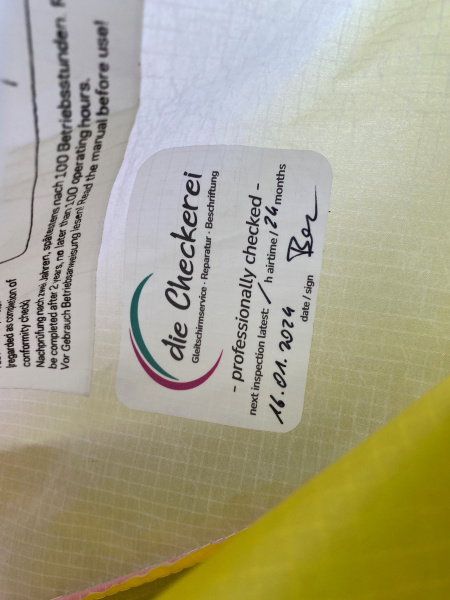 regarded as completion of
conformity check)
Nachprüfung nach zwei Jahren, spätestens nach 100 Betriebsstunden.
be completed after 2 years, no later than 100 operating hours.
Vor Gebrauch Betriebsanweisung lesen! Read the manual before use!
die Checkerei
Gleitschirmservice · Reparatur · Beschriftung
- professionally checked -
next inspection latest: / h airtime / 24 months
16.01.2024
date / sign